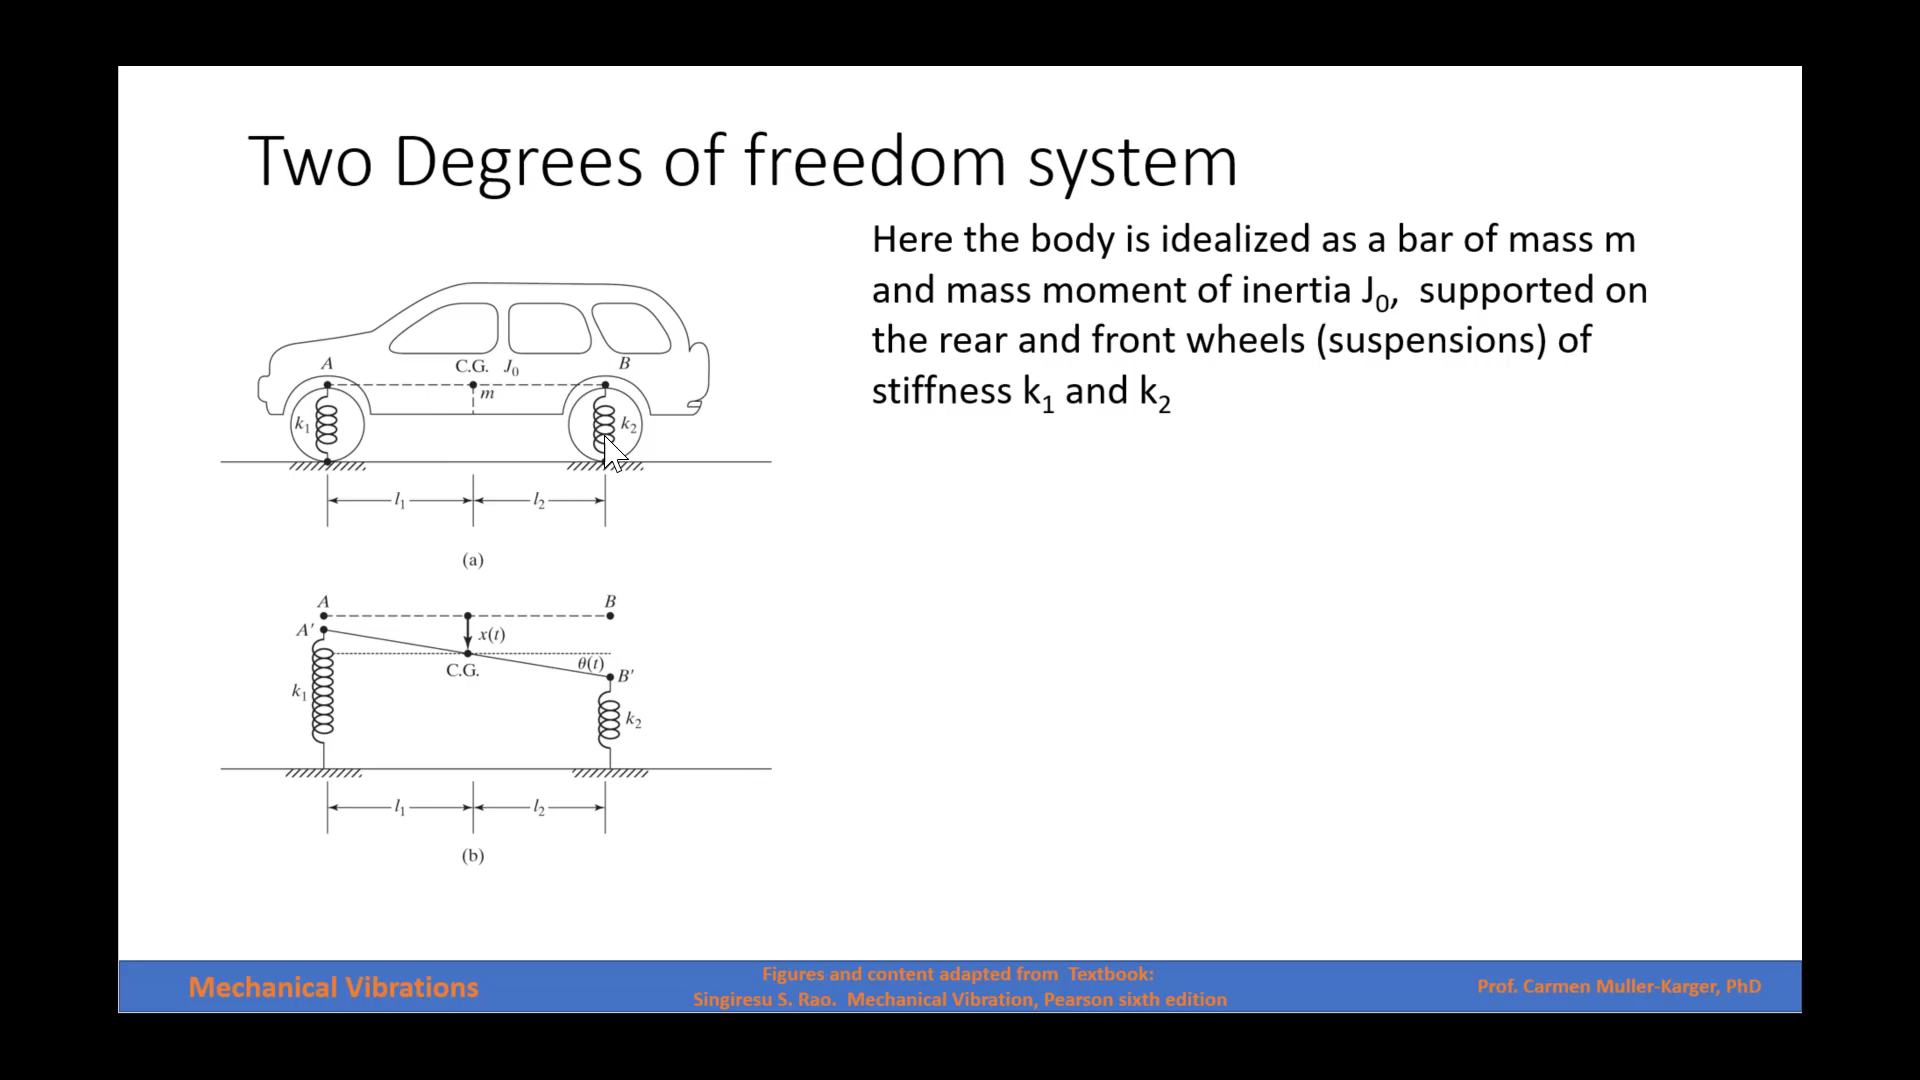 Two Degrees of freedom system
Here the body is idealized as a bar of mass m
and mass moment of inertia J₀, supported on
the rear and front wheels (suspensions) of
stiffness k₁ and k₂
A C.G. J₀ B
m
k₁ k₂
l₁ l₂
(a)
A B
A′ x(t)
C.G. θ(t) B′
k₁ k₂
l₁ l₂
(b)
Mechanical Vibrations
Figures and content adapted from Textbook:
Singiresu S. Rao. Mechanical Vibration, Pearson sixth edition
Prof. Carmen Muller-Karger, PhD